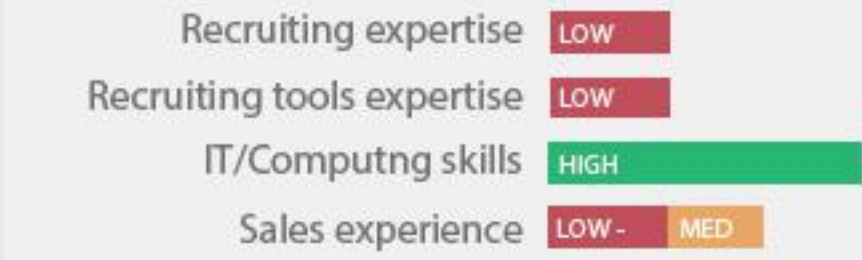 Recruiting expertise LOW
Recruiting tools expertise LOW
IT/Computng skills HIGH
Sales experience LOW - MED